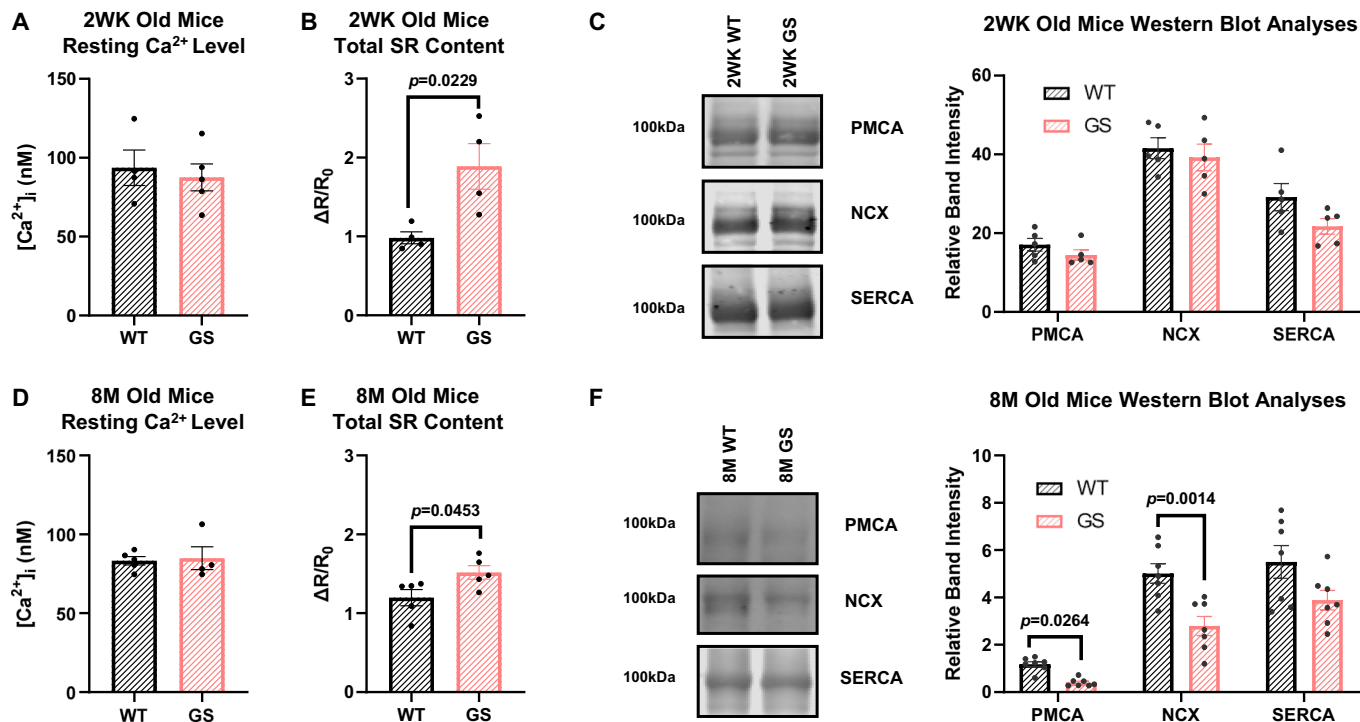 A
2WK Old Mice
Resting Ca²⁺ Level
[Ca²⁺]ᵢ (nM)
150
100
50
0
WT
GS
B
2WK Old Mice
Total SR Content
ΔR/R₀
3
2
1
0
p=0.0229
WT
GS
C
2WK WT
2WK GS
100kDa
PMCA
100kDa
NCX
100kDa
SERCA
2WK Old Mice Western Blot Analyses
Relative Band Intensity
60
40
20
0
WT
GS
PMCA
NCX
SERCA
D
8M Old Mice
Resting Ca²⁺ Level
[Ca²⁺]ᵢ (nM)
150
100
50
0
WT
GS
E
8M Old Mice
Total SR Content
ΔR/R₀
3
2
1
0
p=0.0453
WT
GS
F
8M WT
8M GS
100kDa
PMCA
100kDa
NCX
100kDa
SERCA
8M Old Mice Western Blot Analyses
Relative Band Intensity
10
8
6
4
2
0
WT
GS
p=0.0014
p=0.0264
PMCA
NCX
SERCA